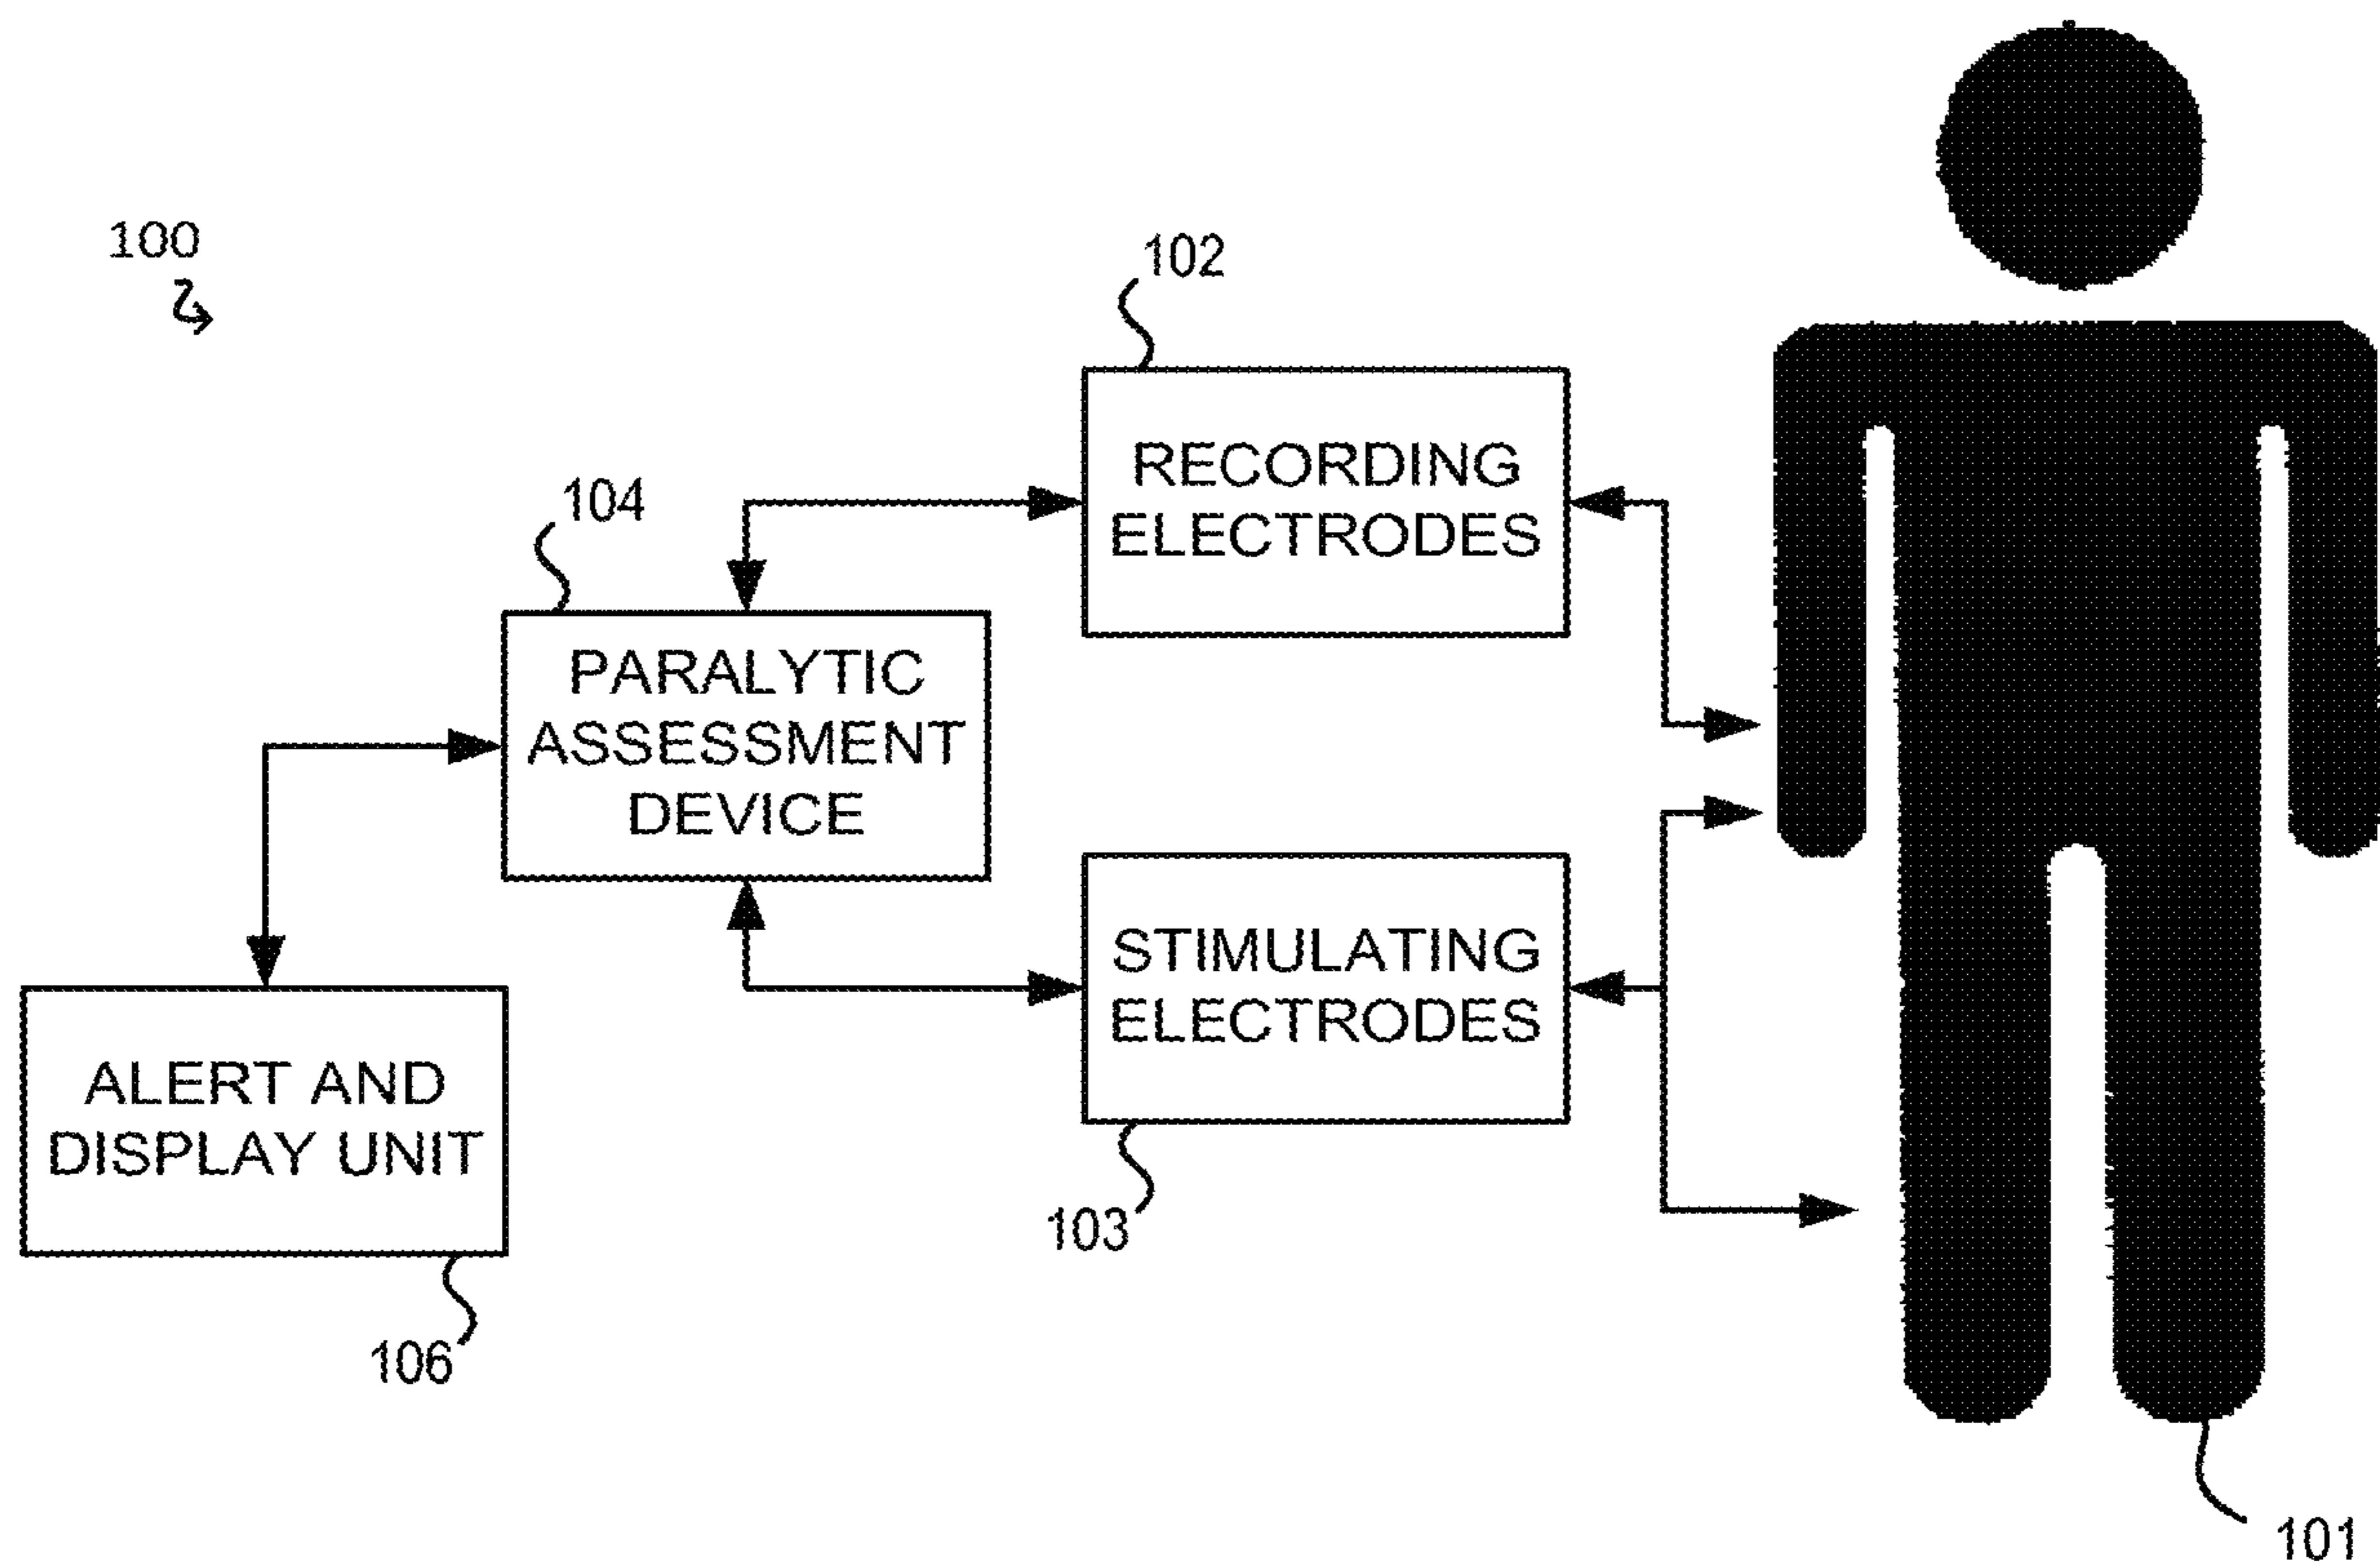 100
102
RECORDING
ELECTRODES
104
PARALYTIC
ASSESSMENT
DEVICE
STIMULATING
ELECTRODES
103
ALERT AND
DISPLAY UNIT
106
101